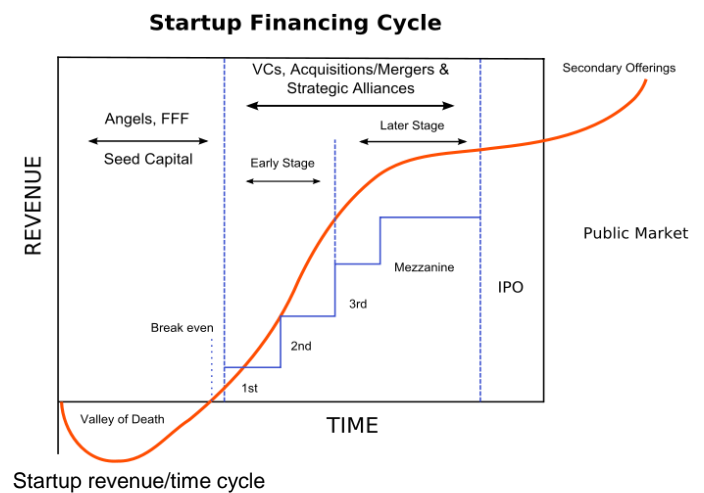 Startup Financing Cycle
VCs, Acquisitions/Mergers &
Strategic Alliances
Secondary Offerings
Angels, FFF
Seed Capital
Later Stage
Early Stage
REVENUE
Public Market
Mezzanine
IPO
3rd
Break even
2nd
1st
Valley of Death
TIME
Startup revenue/time cycle